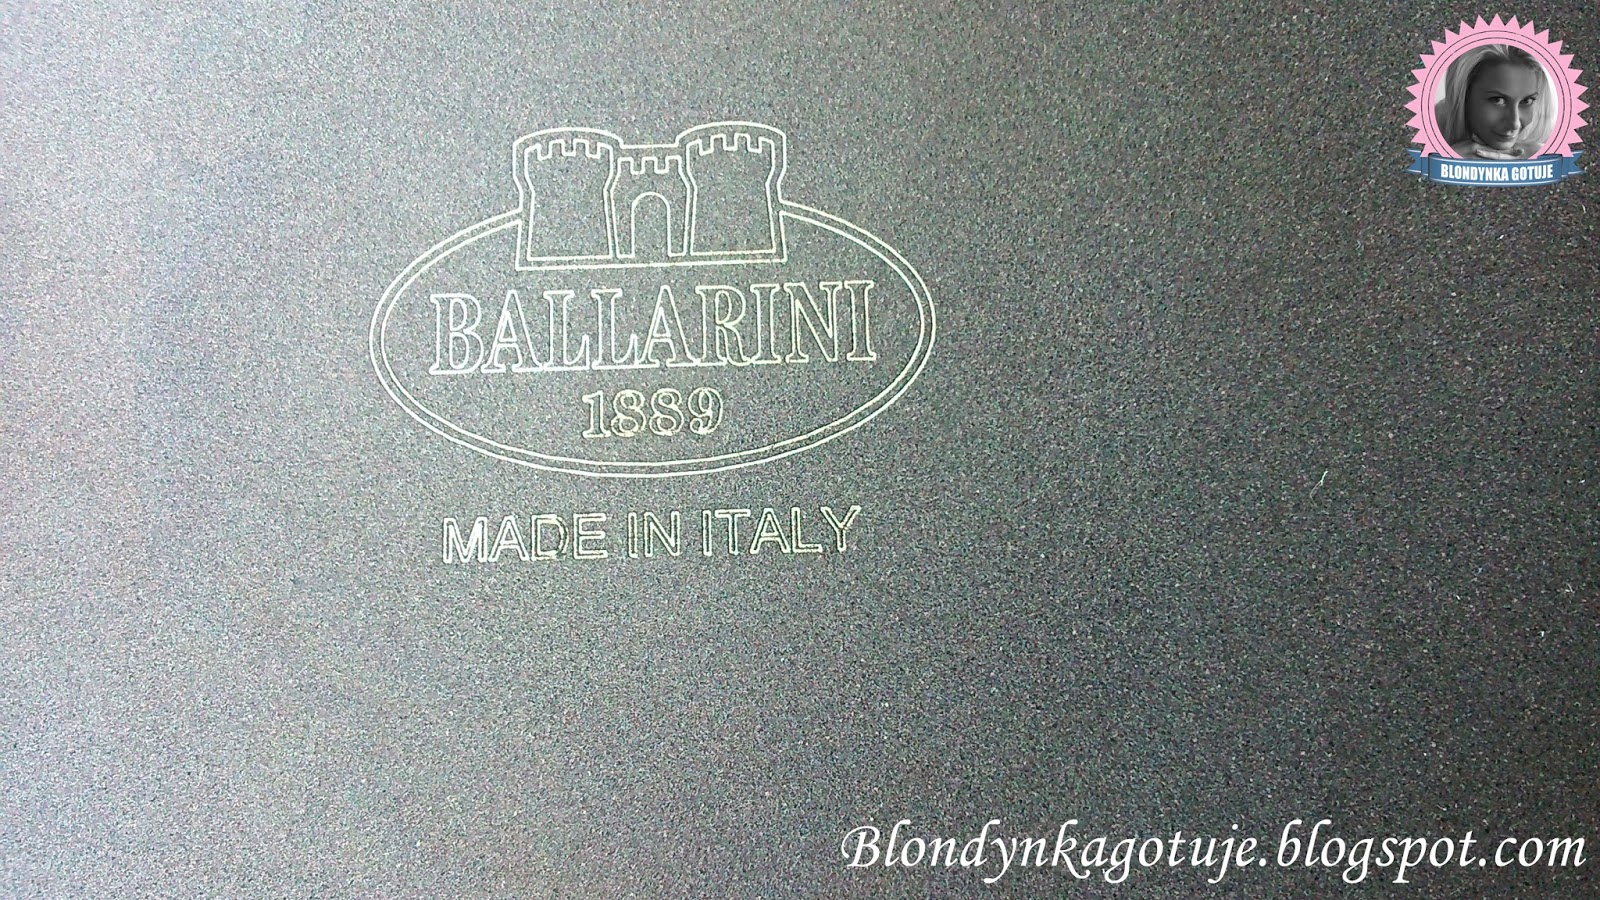 BLONDYNKA GOTUJE
BALLARINI
1889
MADE IN ITALY
Blondynkagotuje.blogspot.com